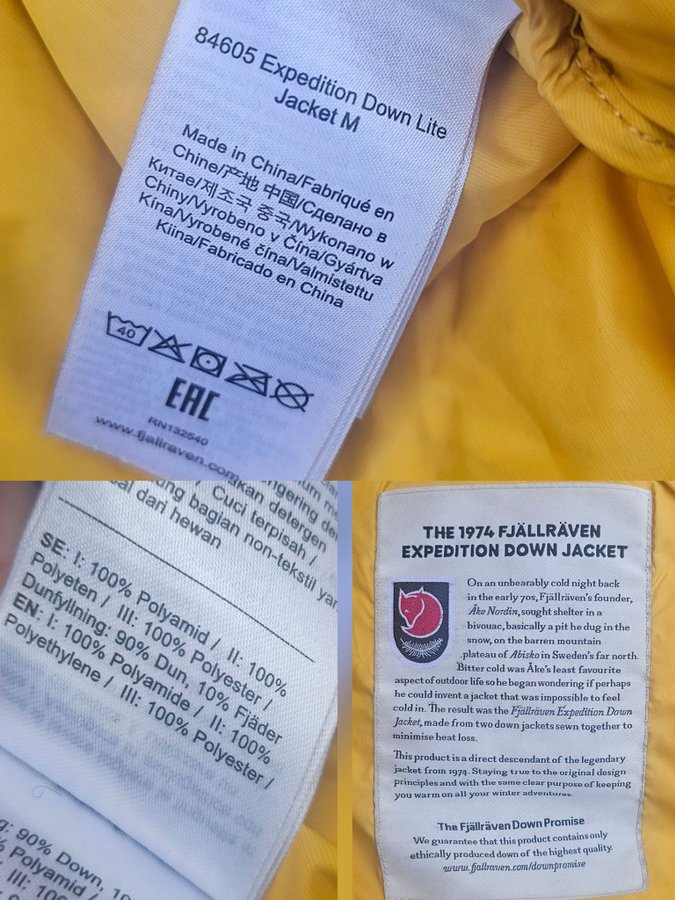 84605 Expedition Down Lite
Jacket M
Made in China/Fabriqué en
Chine/产地 中国/Сделано в
Китае/제조국 중국/Wykonano w
Chiny/Vyrobeno v Čína/Gyártva
Kína/Vyrobené čína/Valmistettu
Kiina/Fabricado en China
40
EAC
RN132540
www.fjallraven.com
detergen
Cuci terpisah /
bagian non-tekstil
dari hewan
SE: I: 100% Polyamid / II: 100%
Polyeten / III: 100% Polyester /
Dunfyllning: 90% Dun, 10% Fjäder
EN: I: 100% Polyamide / II: 100%
Polyethylene / III: 100% Polyester /
90% Down,
THE 1974 FJÄLLRÄVEN
EXPEDITION DOWN JACKET
On an unbearably cold night back
in the early 70s, Fjällräven's founder,
Åke Nordin, sought shelter in a
bivouac, basically a pit he dug in the
snow, on the barren mountain
plateau of Abisko in Sweden's far north.
Bitter cold was Åke's least favourite
aspect of outdoor life so he began wondering if perhaps
he could invent a jacket that was impossible to feel
cold in. The result was the Fjällräven Expedition Down
Jacket, made from two down jackets sewn together to
minimise heat loss.
This product is a direct descendant of the legendary
jacket from 1974. Staying true to the original design
principles and with the same clear purpose of keeping
you warm on all your winter adventures.
The Fjällräven Down Promise
We guarantee that this product contains only
ethically produced down of the highest quality.
www.fjallraven.com/downpromise